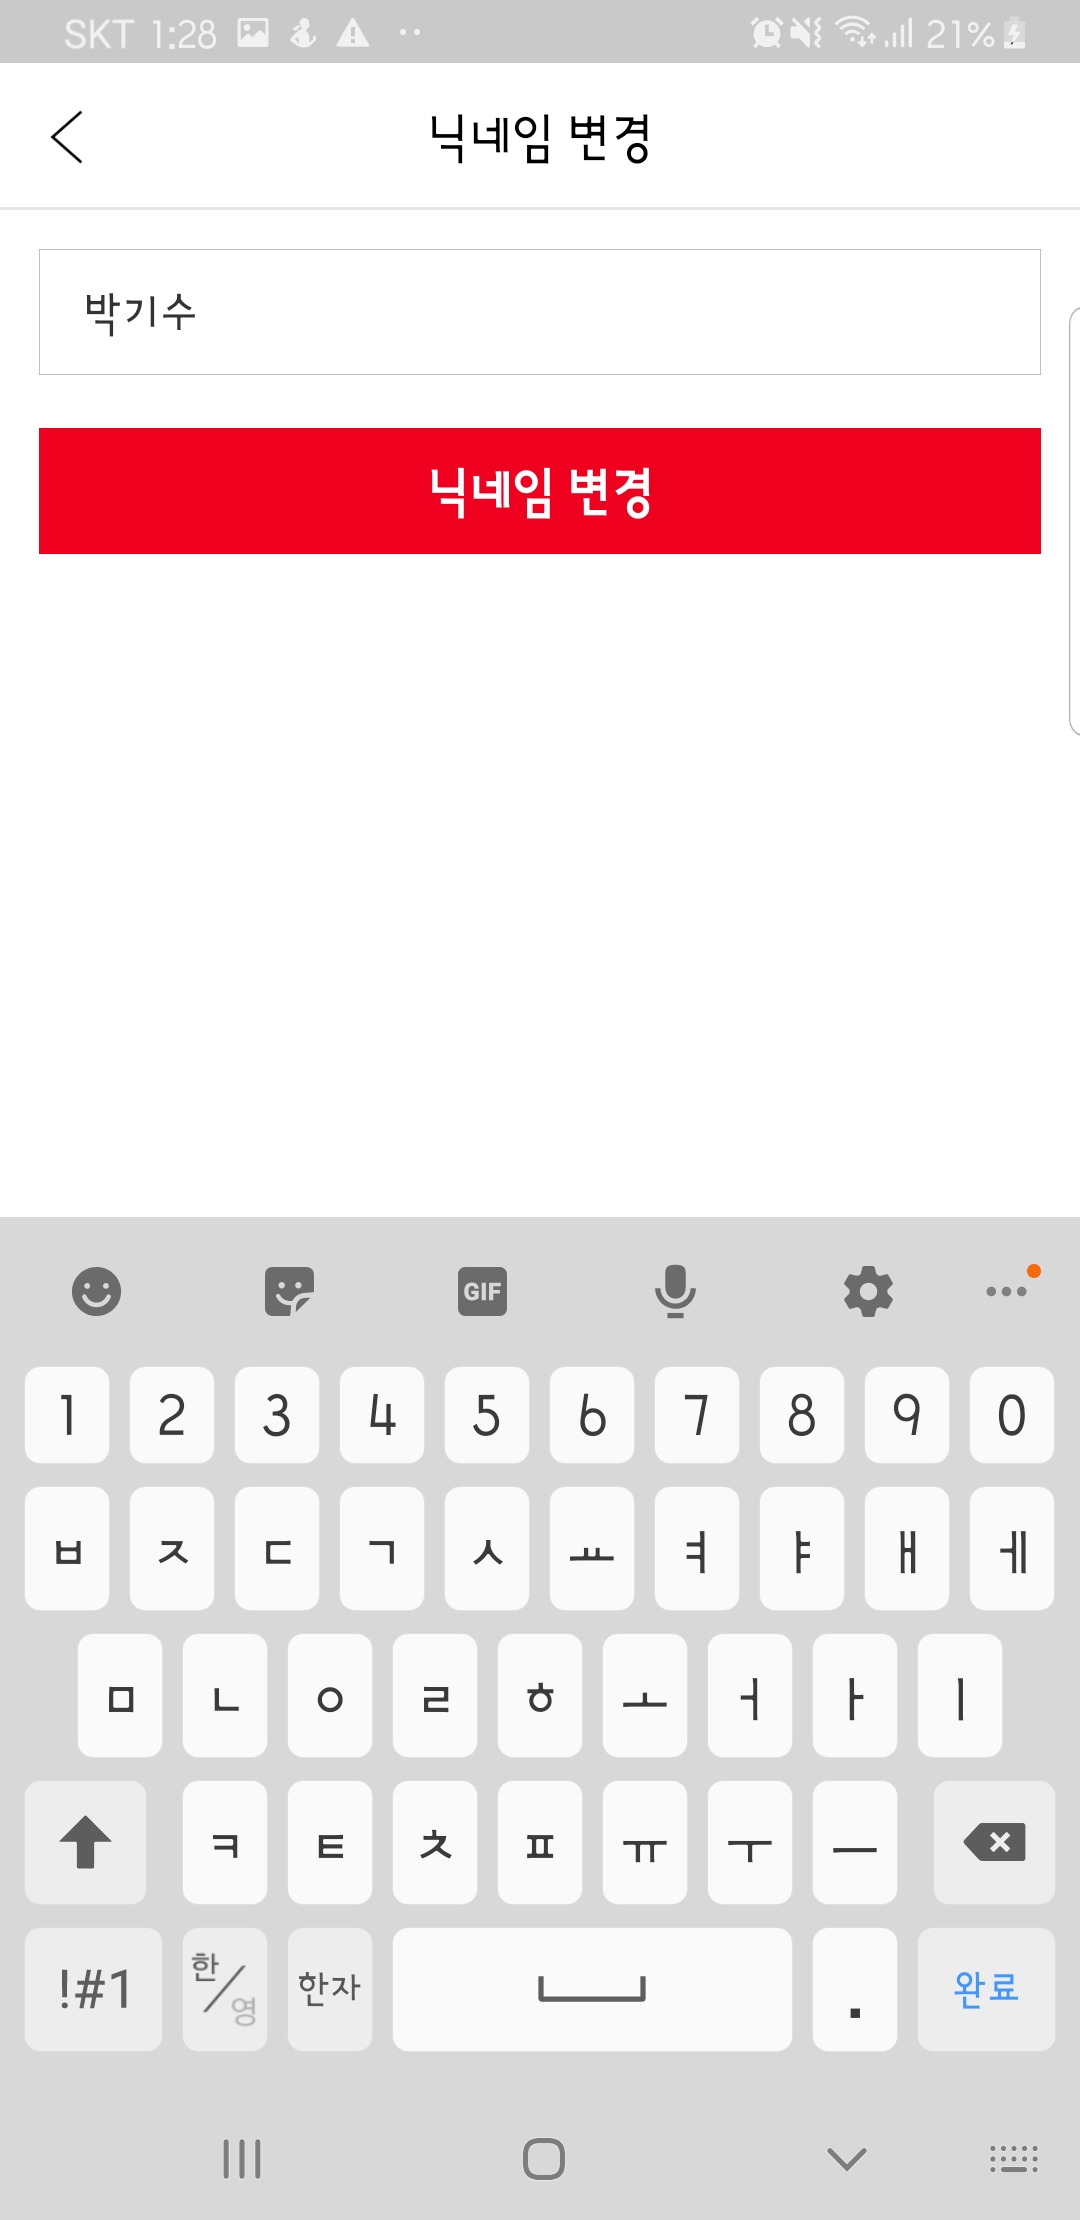 SKT 1:28 21%
닉네임 변경
박기수
닉네임 변경
GIF
1 2 3 4 5 6 7 8 9 0
ㅂ ㅈ ㄷ ㄱ ㅅ ㅛ ㅕ ㅑ ㅐ ㅔ
ㅁ ㄴ ㅇ ㄹ ㅎ ㅗ ㅓ ㅏ ㅣ
ㅋ ㅌ ㅊ ㅍ ㅠ ㅜ ㅡ
!#1 한/영 한자 . 완료